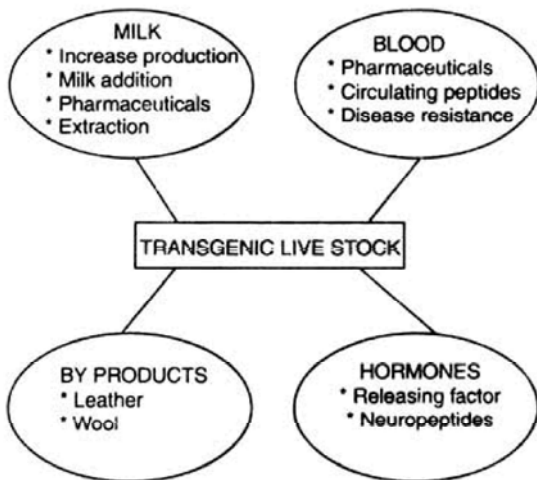 MILK
* Increase production
* Milk addition
* Pharmaceuticals
* Extraction
BLOOD
* Pharmaceuticals
* Circulating peptides
* Disease resistance
TRANSGENIC LIVE STOCK
BY PRODUCTS
* Leather
* Wool
HORMONES
* Releasing factor
* Neuropeptides